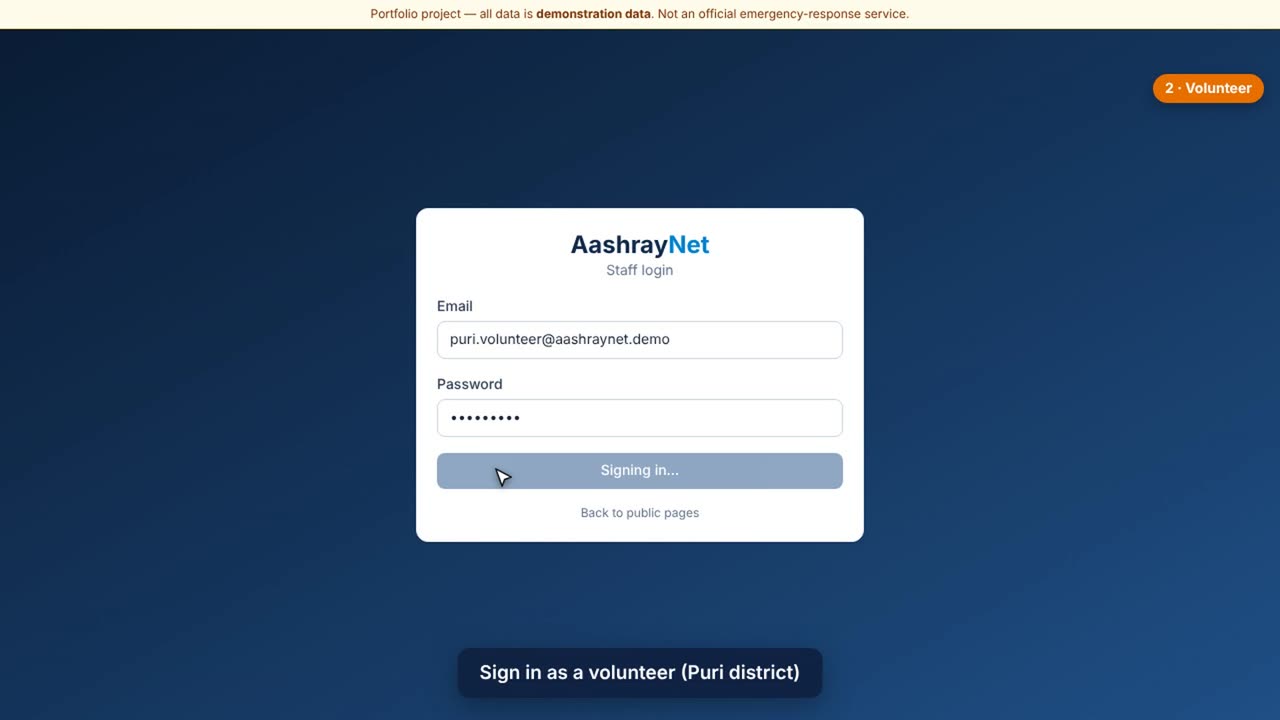 Portfolio project — all data is demonstration data. Not an official emergency-response service.
2 · Volunteer
AashrayNet
Staff login
Email
puri.volunteer@aashraynet.demo
Password
•••••••••
Signing in...
Back to public pages
Sign in as a volunteer (Puri district)